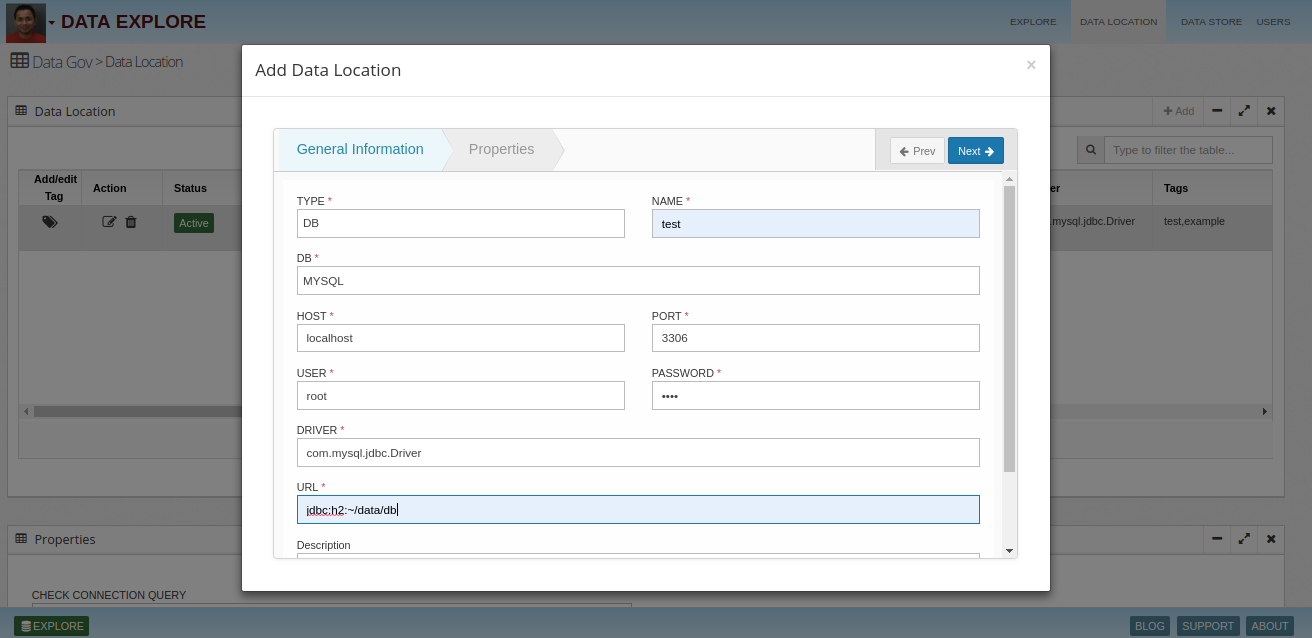 DATA EXPLORE
EXPLORE DATA LOCATION DATA STORE USERS
Data Gov > Data Location
Add Data Location ×
Data Location
Add
General Information Properties Prev Next
Type to filter the table...
Add/edit Tag Action Status er Tags
Active .mysql.jdbc.Driver test,example
TYPE * NAME *
DB test
DB *
MYSQL
HOST * PORT *
localhost 3306
USER * PASSWORD *
root ••••
DRIVER *
com.mysql.jdbc.Driver
URL *
jdbc:h2:~/data/db
Properties
Description
CHECK CONNECTION QUERY
EXPLORE BLOG SUPPORT ABOUT